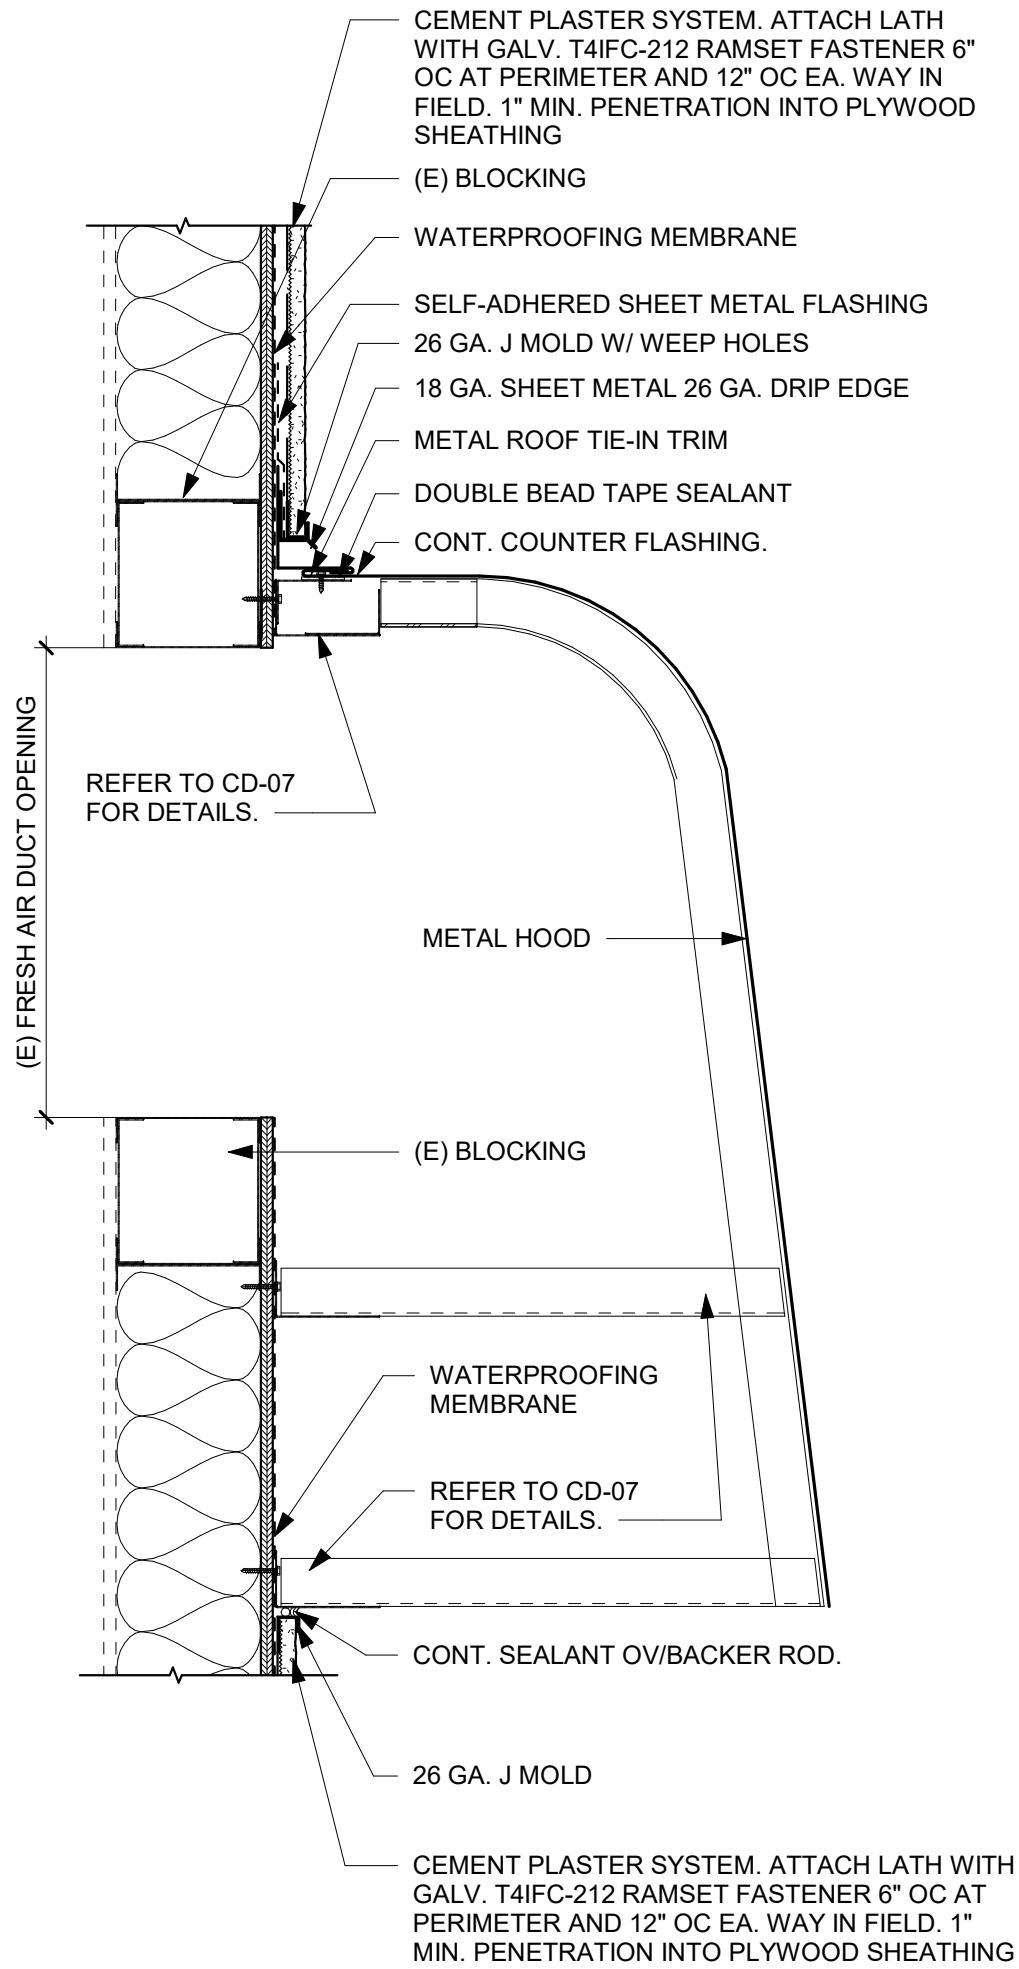 CEMENT PLASTER SYSTEM. ATTACH LATH
WITH GALV. T4IFC-212 RAMSET FASTENER 6"
OC AT PERIMETER AND 12" OC EA. WAY IN
FIELD. 1" MIN. PENETRATION INTO PLYWOOD
SHEATHING
(E) BLOCKING
WATERPROOFING MEMBRANE
SELF-ADHERED SHEET METAL FLASHING
26 GA. J MOLD W/ WEEP HOLES
18 GA. SHEET METAL 26 GA. DRIP EDGE
METAL ROOF TIE-IN TRIM
DOUBLE BEAD TAPE SEALANT
CONT. COUNTER FLASHING.
(E) FRESH AIR DUCT OPENING
REFER TO CD-07
FOR DETAILS.
METAL HOOD
(E) BLOCKING
WATERPROOFING
MEMBRANE
REFER TO CD-07
FOR DETAILS.
CONT. SEALANT OV/BACKER ROD.
26 GA. J MOLD
CEMENT PLASTER SYSTEM. ATTACH LATH WITH
GALV. T4IFC-212 RAMSET FASTENER 6" OC AT
PERIMETER AND 12" OC EA. WAY IN FIELD. 1"
MIN. PENETRATION INTO PLYWOOD SHEATHING